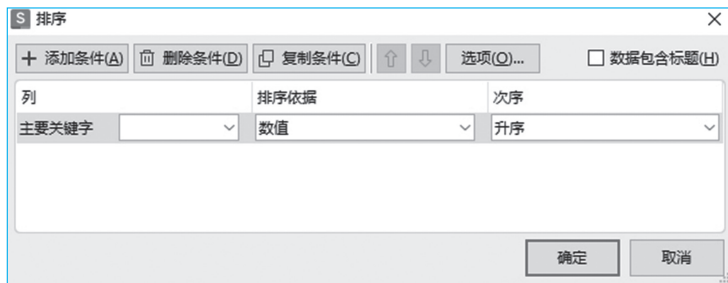 S 排序
添加条件(A) 删除条件(D) 复制条件(C) 选项(O)... 数据包含标题(H)
列 排序依据 次序
主要关键字 数值 升序
确定 取消